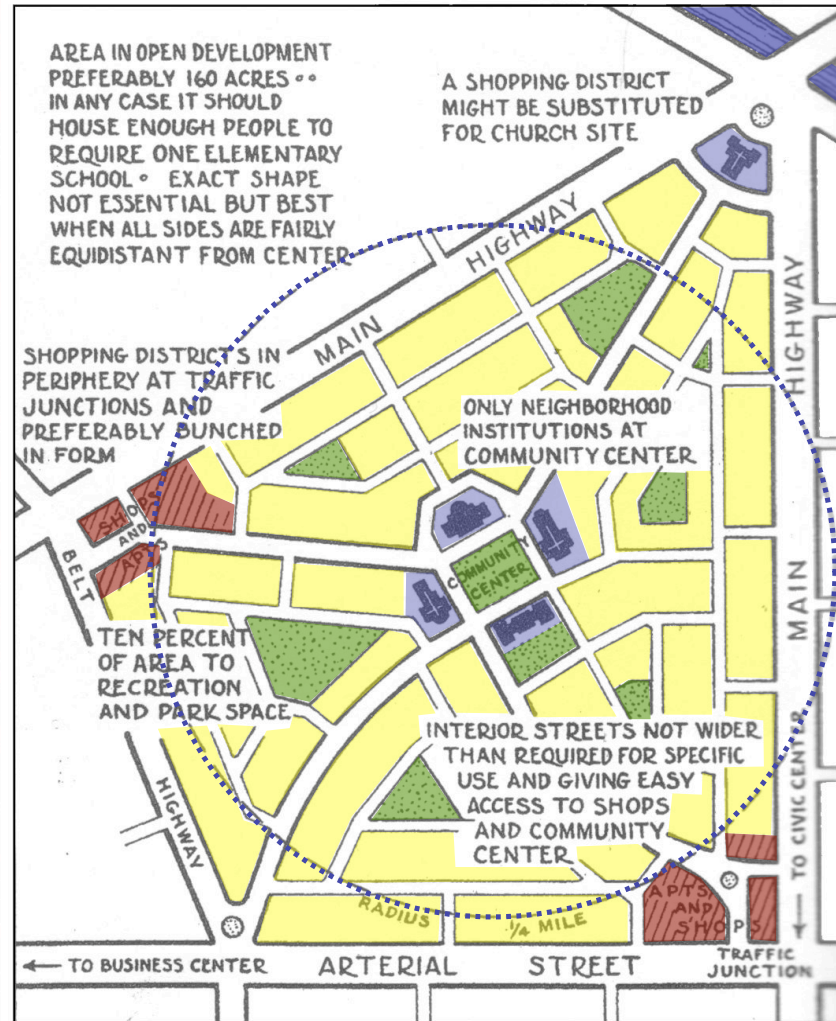 AREA IN OPEN DEVELOPMENT
PREFERABLY 160 ACRES
IN ANY CASE IT SHOULD
HOUSE ENOUGH PEOPLE TO
REQUIRE ONE ELEMENTARY
SCHOOL • EXACT SHAPE
NOT ESSENTIAL BUT BEST
WHEN ALL SIDES ARE FAIRLY
EQUIDISTANT FROM CENTER
A SHOPPING DISTRICT
MIGHT BE SUBSTITUTED
FOR CHURCH SITE
MAIN HIGHWAY
SHOPPING DISTRICTS IN
PERIPHERY AT TRAFFIC
JUNCTIONS AND
PREFERABLY BUNCHED
IN FORM
ONLY NEIGHBORHOOD
INSTITUTIONS AT
COMMUNITY CENTER
SHOPS
AND
APTS
BELT
HIGHWAY
COMMUNITY
CENTER
HIGHWAY
MAIN
TO CIVIC CENTER
TEN PERCENT
OF AREA TO
RECREATION
AND PARK SPACE
INTERIOR STREETS NOT WIDER
THAN REQUIRED FOR SPECIFIC
USE AND GIVING EASY
ACCESS TO SHOPS
AND COMMUNITY
CENTER
RADIUS 1/4 MILE
APTS
AND
SHOPS
TO BUSINESS CENTER
ARTERIAL STREET
TRAFFIC
JUNCTION